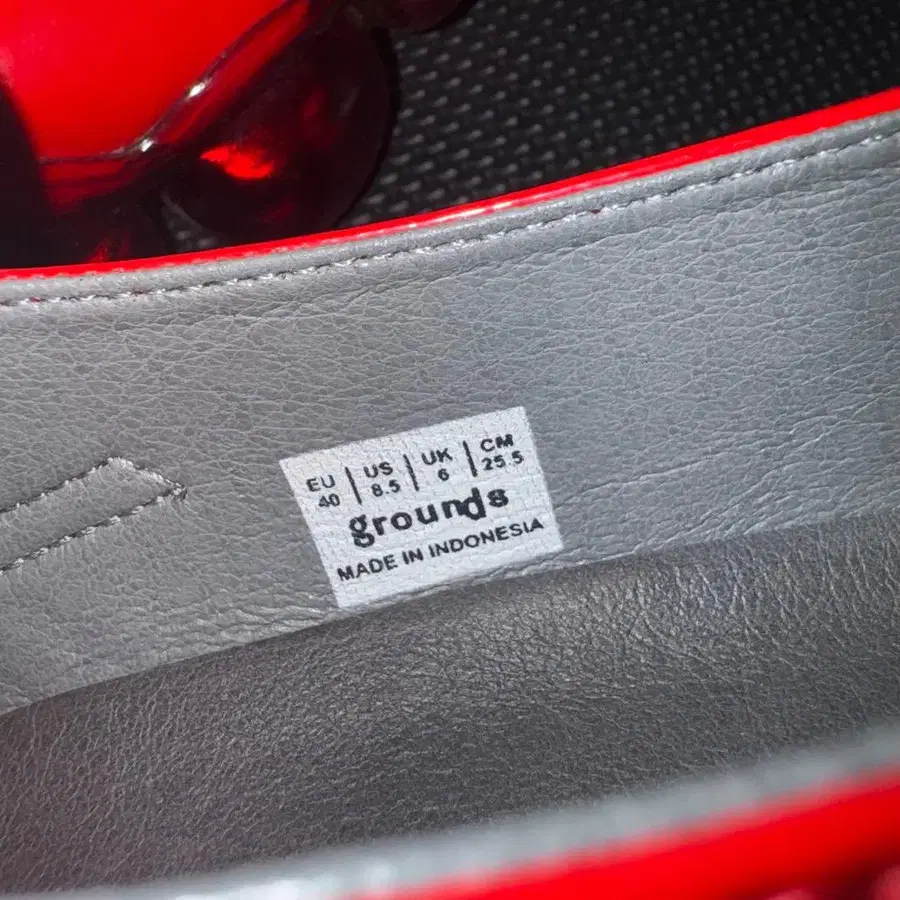 EU | US | UK | CM
40 | 8.5 | 6 | 25.5
grounds
MADE IN INDONESIA